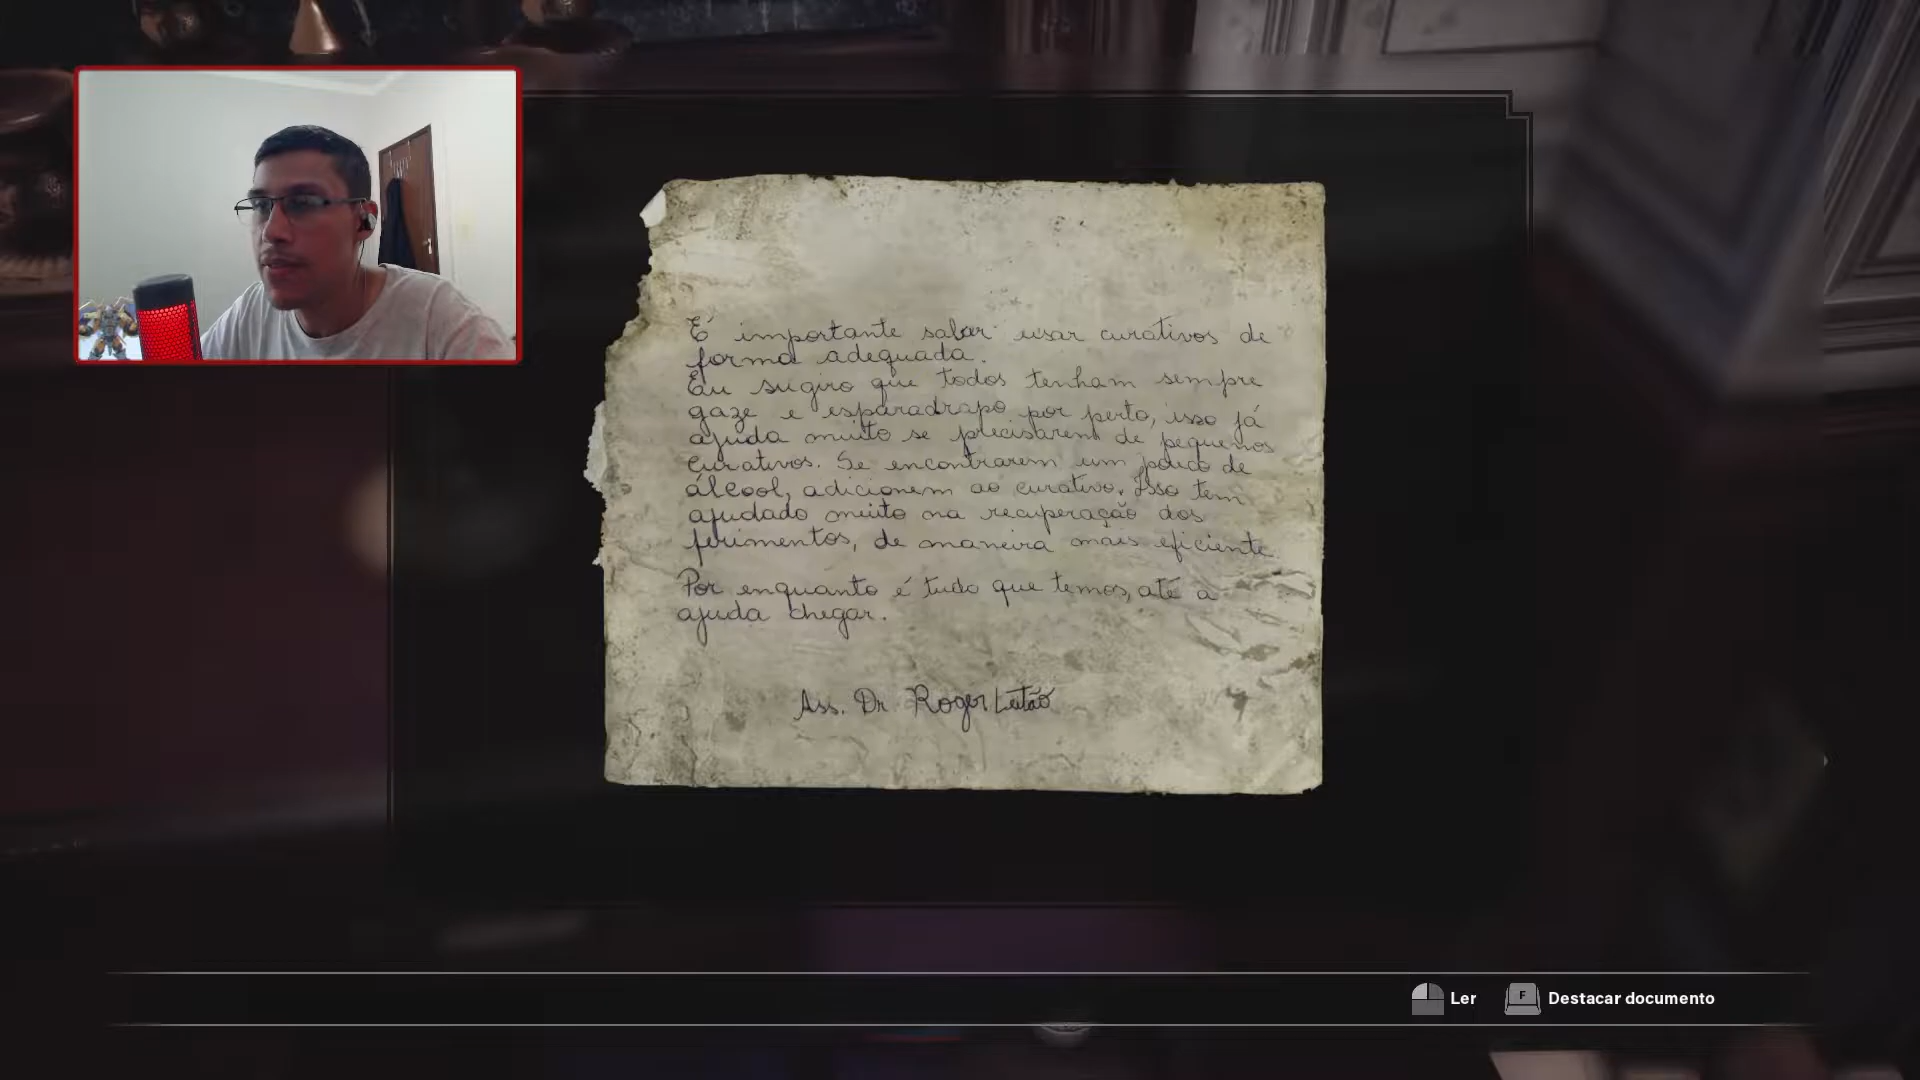 É importante saber usar curativos de
forma adequada.
Eu sugiro que todos tenham sempre
gaze e esparadrapo por perto, isso já
ajuda muito se precisarem de pequenos
curativos. Se encontrarem um pouco de
álcool, adicionem ao curativo. Isso tem
ajudado muito na recuperação dos
ferimentos, de maneira mais eficiente
Por enquanto é tudo que temos, até a
ajuda chegar.
Ass. Dr Roger Leitão
Ler
F
Destacar documento